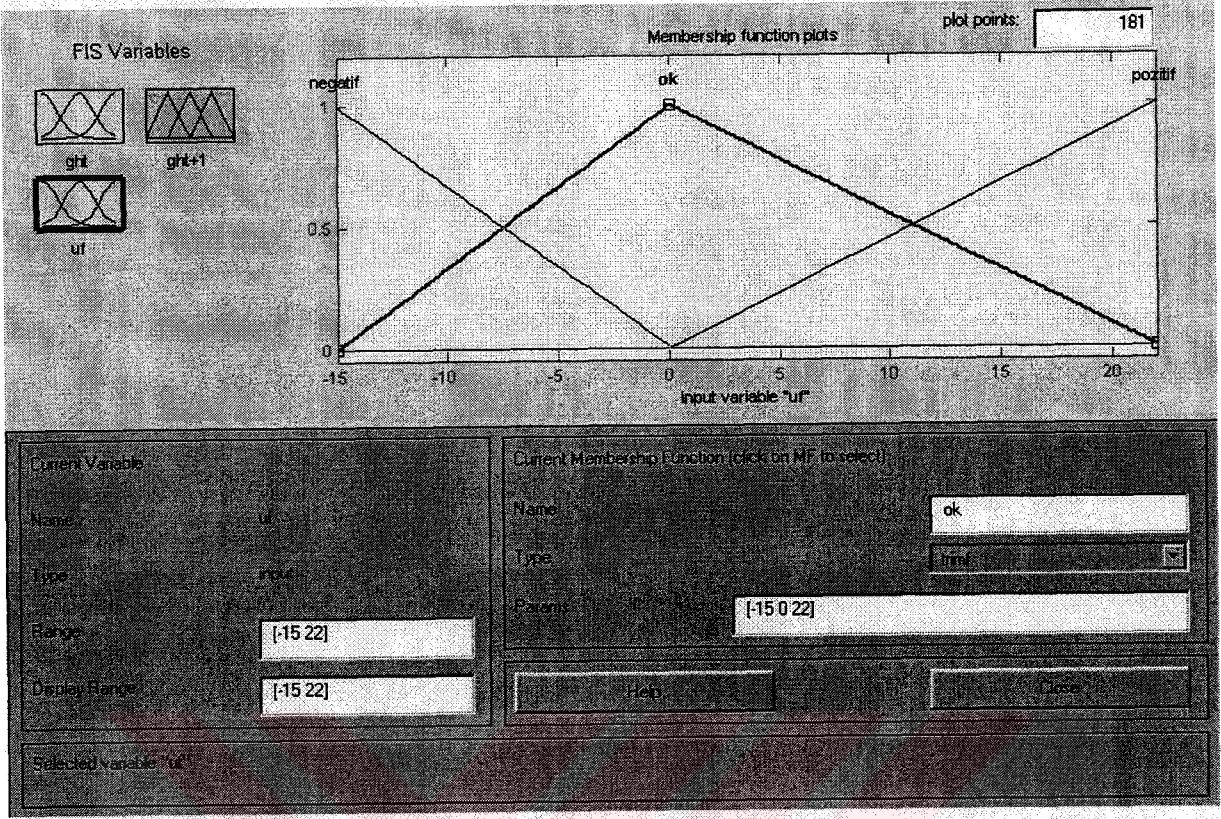 FIS Variables
ght
ght+1
uf
Membership function plots
plot points:
181
negatif
ok
pozitif
1
0.5
0
-15
-10
-5
0
5
10
15
20
input variable "uf"
Current Variable
Name
uf
Type
input
Range
[-15 22]
Display Range
[-15 22]
Current Membership Function (click on MF to select)
Name
ok
Type
trimf
Params
[-15 0 22]
Help
Close
Selected variable "uf"